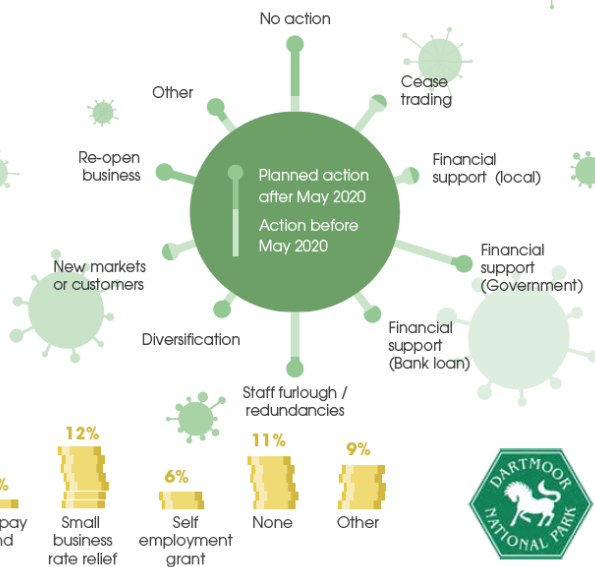 No action
Other
Cease
trading
Re-open
business
Financial
support (local)
Planned action
after May 2020
Action before
May 2020
Financial
support
(Government)
New markets
or customers
Financial
support
(Bank loan)
Diversification
Staff furlough /
redundancies
%
12%
6%
11%
9%
pay
nd
Small
business
rate relief
Self
employment
grant
None
Other
DARTMOOR
NATIONAL PARK